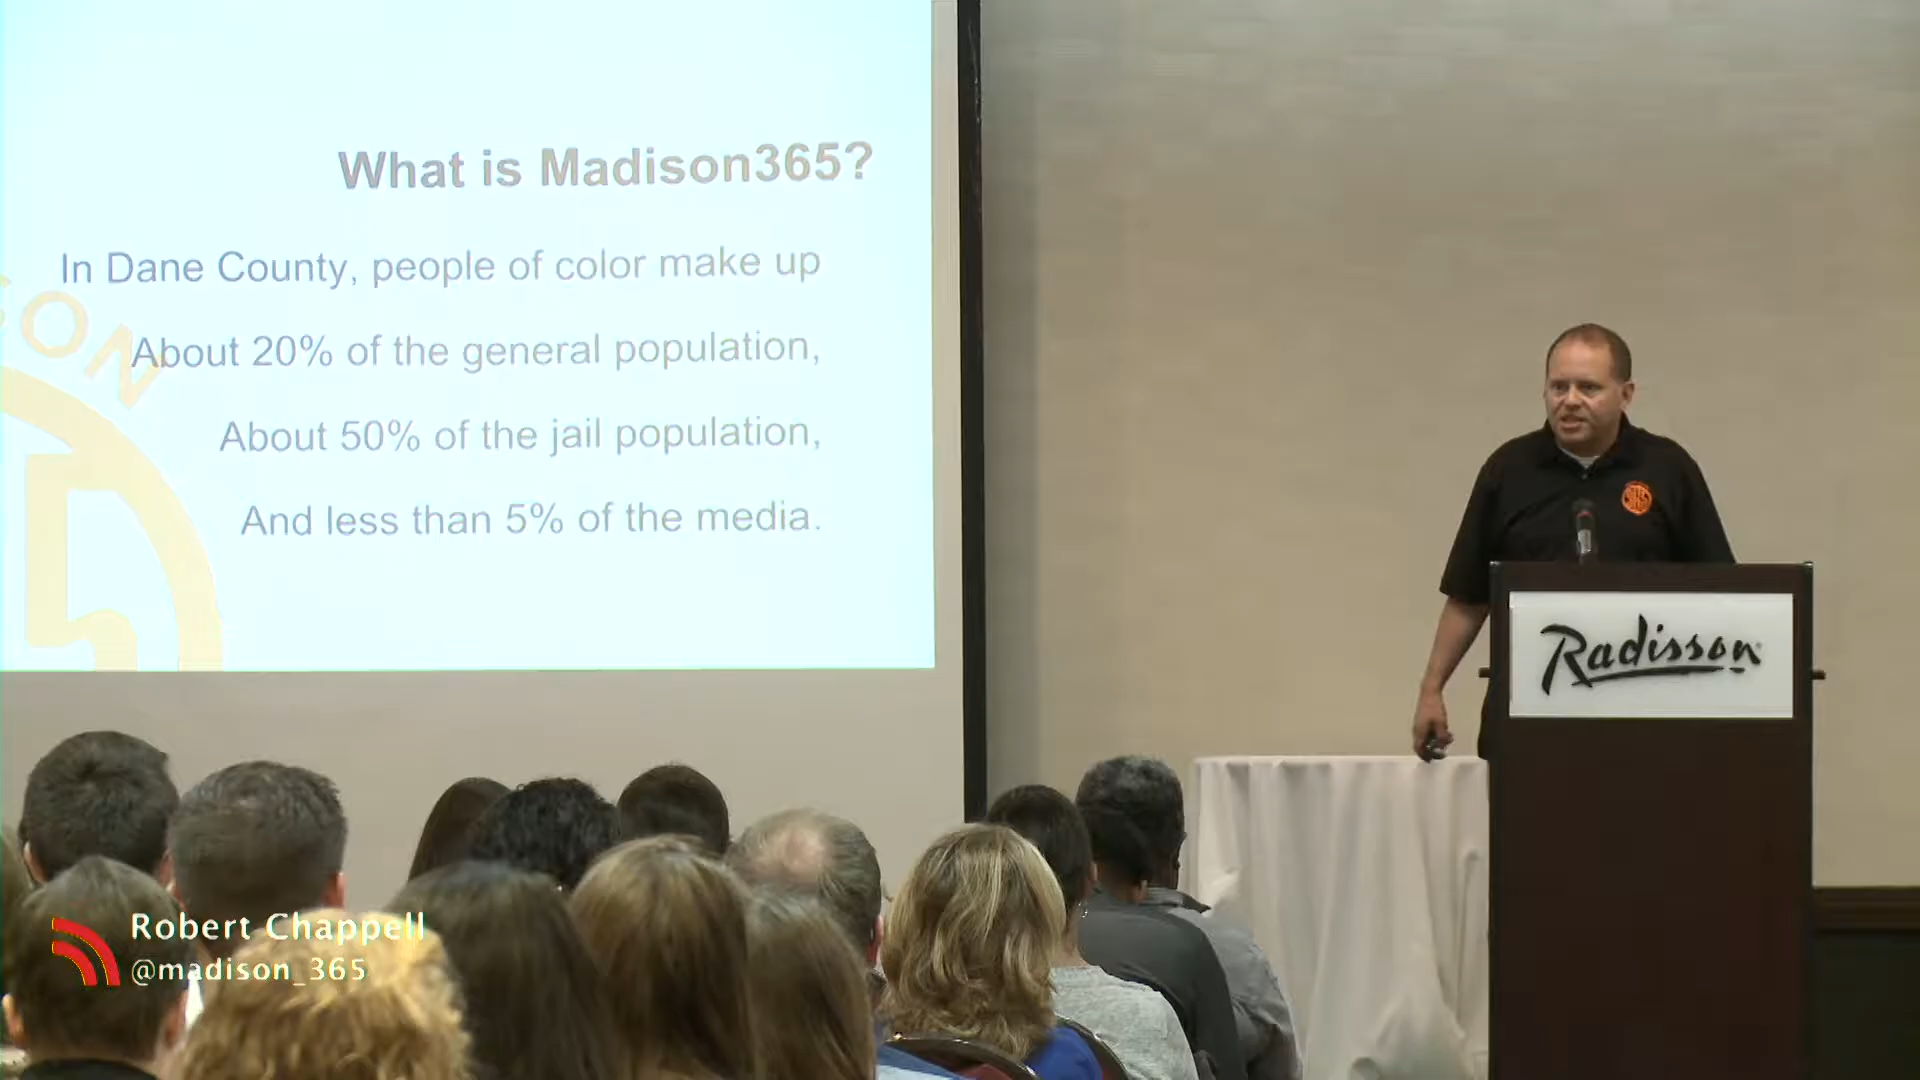 What is Madison365?
In Dane County, people of color make up
About 20% of the general population,
About 50% of the jail population,
And less than 5% of the media.
SON
Radisson
Robert Chappell
@madison_365